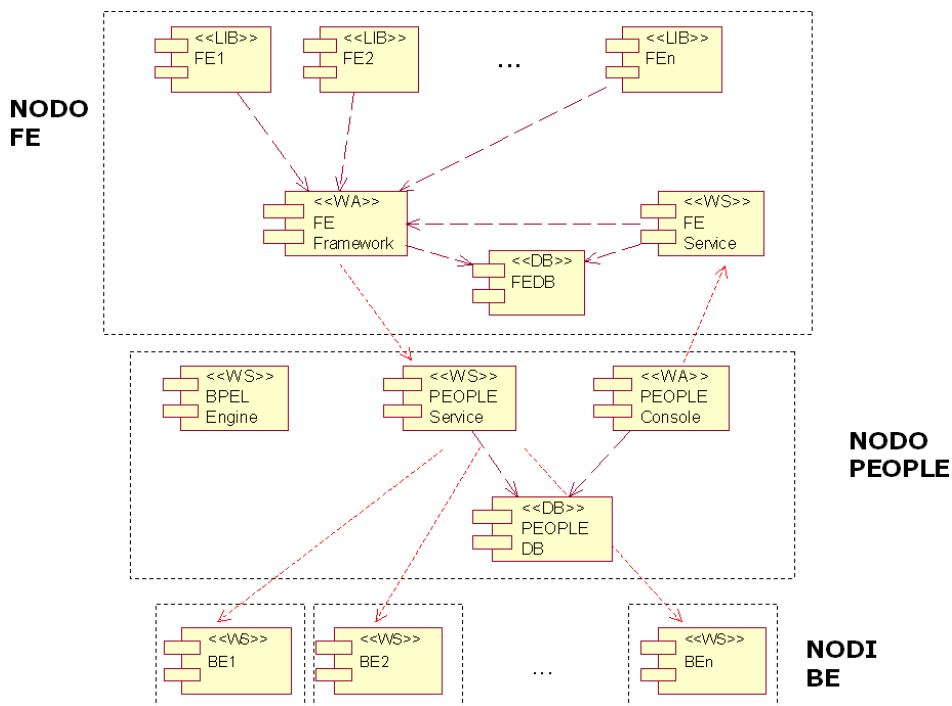 <<LIB>>
FE1
<<LIB>>
FE2
...
<<LIB>>
FEn
NODO
FE
<<WA>>
FE
Framework
<<WS>>
FE
Service
<<DB>>
FEDB
<<WS>>
BPEL
Engine
<<WS>>
PEOPLE
Service
<<WA>>
PEOPLE
Console
NODO
PEOPLE
<<DB>>
PEOPLE
DB
<<WS>>
BE1
<<WS>>
BE2
...
<<WS>>
BEn
NODI
BE